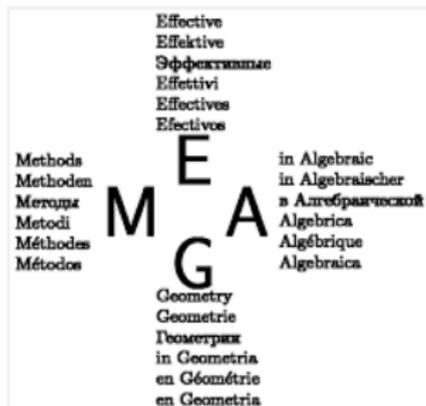 Effective
Effektive
Эффективные
Effettivi
Effectives
Efectivos
E
Methods
Methoden
Методы
Metodi
Méthodes
Métodos
M
A
in Algebraic
in Algebraischer
в Алгебраической
Algebrica
Algébrique
Algebraica
G
Geometry
Geometrie
Геометрии
in Geometria
en Géométrie
en Geometria